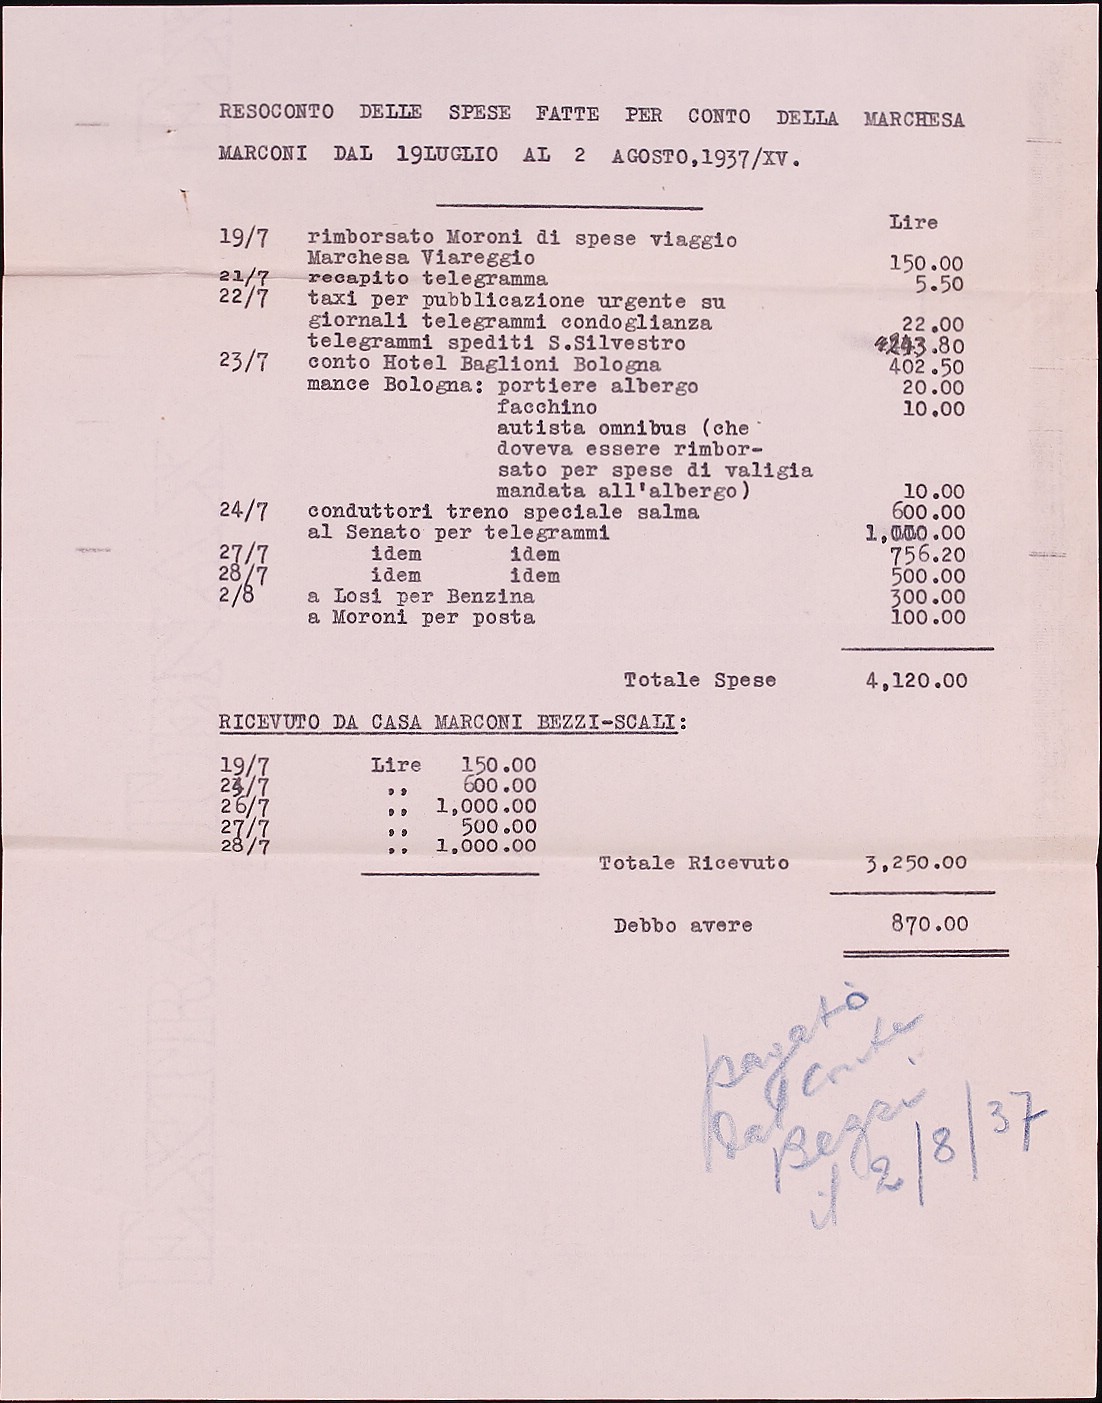 RESOCONTO DELLE SPESE FATTE PER CONTO DELLA MARCHESA
MARCONI DAL 19LUGLIO AL 2 AGOSTO,1937/XV.
Lire
19/7 rimborsato Moroni di spese viaggio
Marchesa Viareggio 150.00
21/7 recapito telegramma 5.50
22/7 taxi per pubblicazione urgente su
giornali telegrammi condoglianza 22.00
telegrammi spediti S.Silvestro 243.80
23/7 conto Hotel Baglioni Bologna 402.50
mance Bologna: portiere albergo 20.00
facchino 10.00
autista omnibus (che
doveva essere rimbor-
sato per spese di valigia
mandata all'albergo) 10.00
24/7 conduttori treno speciale salma 600.00
al Senato per telegrammi 1,000.00
27/7 idem idem 756.20
28/7 idem idem 500.00
2/8 a Losi per Benzina 300.00
a Moroni per posta 100.00
Totale Spese 4,120.00
RICEVUTO DA CASA MARCONI BEZZI-SCALI:
19/7 Lire 150.00
24/7 ,, 600.00
26/7 ,, 1,000.00
27/7 ,, 500.00
28/7 ,, 1,000.00
Totale Ricevuto 3,250.00
Debbo avere 870.00
pagato
dal Conte
Bezzi
il 2/8/37